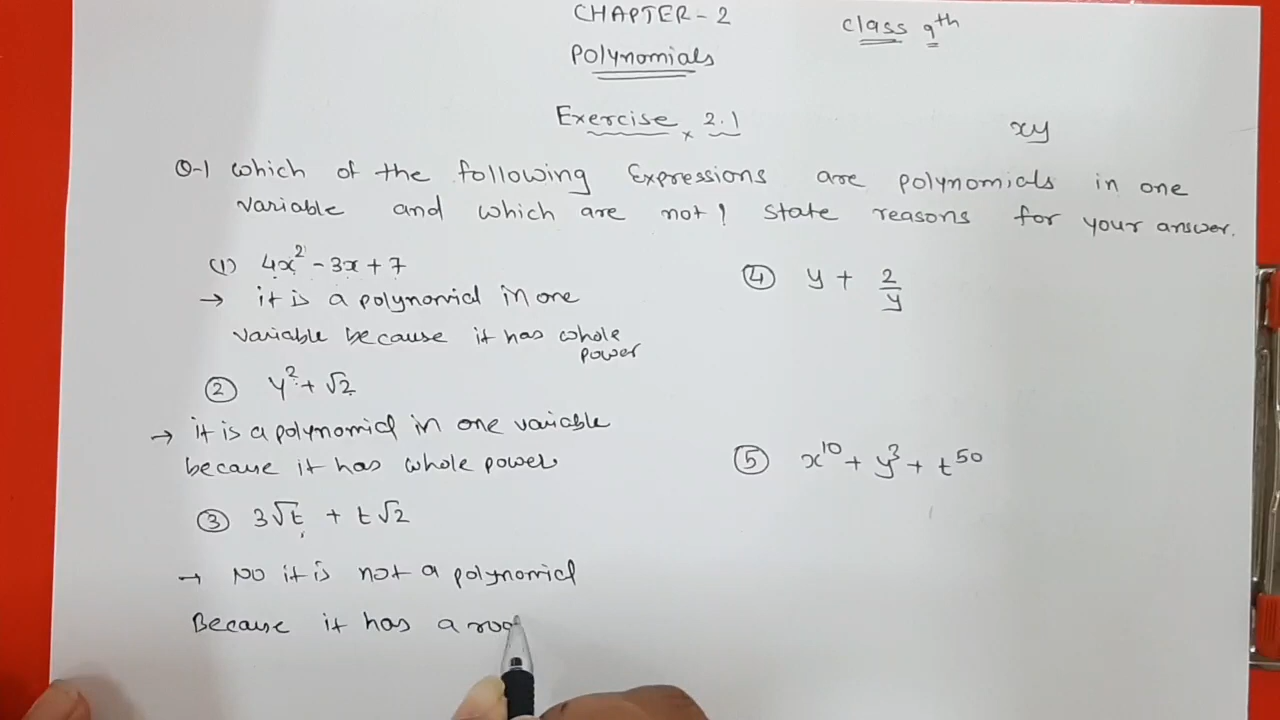 CHAPTER-2
class 9th
Polynomials
Exercise 2.1
xy
Q-1 which of the following Expressions are polynomials in one
variable and which are not? State reasons for your answer.
(1) 4x² - 3x + 7
→ it is a polynomial in one
variable because it has whole
power
② y² + √2
→ it is a polynomial in one variable
because it has whole power
③ 3√t + t√2
→ No it is not a polynomial
Because it has a roo
④ y + 2/y
⑤ x¹⁰ + y³ + t⁵⁰